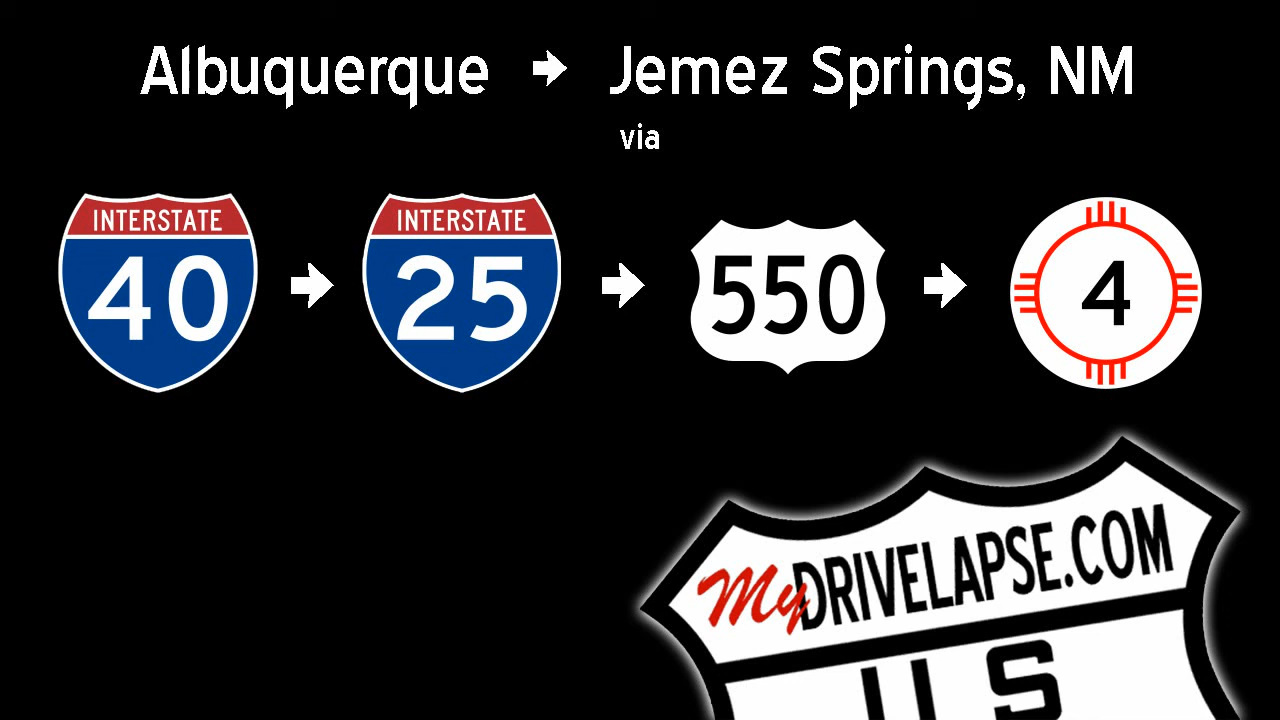 Albuquerque → Jemez Springs, NM
via
INTERSTATE 40 → INTERSTATE 25 → 550 → 4
MyDRIVELAPSE.COM
US